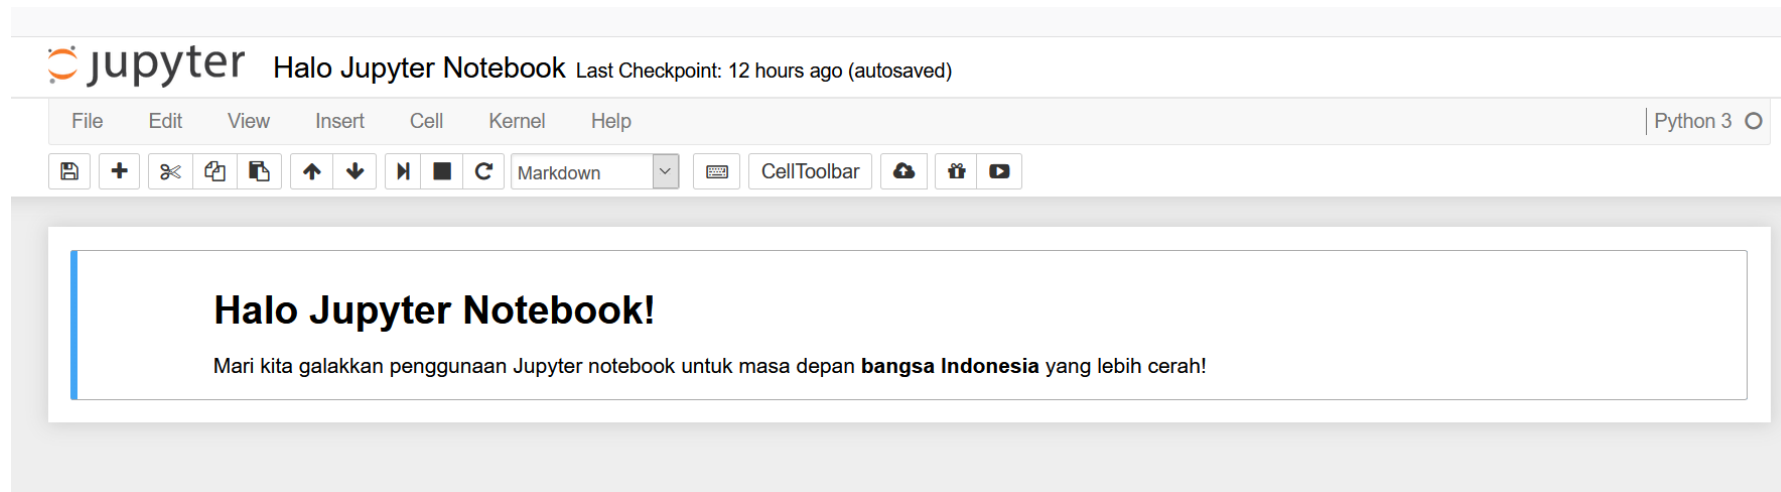 jupyter Halo Jupyter Notebook Last Checkpoint: 12 hours ago (autosaved)
File Edit View Insert Cell Kernel Help Python 3
Markdown CellToolbar
Halo Jupyter Notebook!
Mari kita galakkan penggunaan Jupyter notebook untuk masa depan bangsa Indonesia yang lebih cerah!